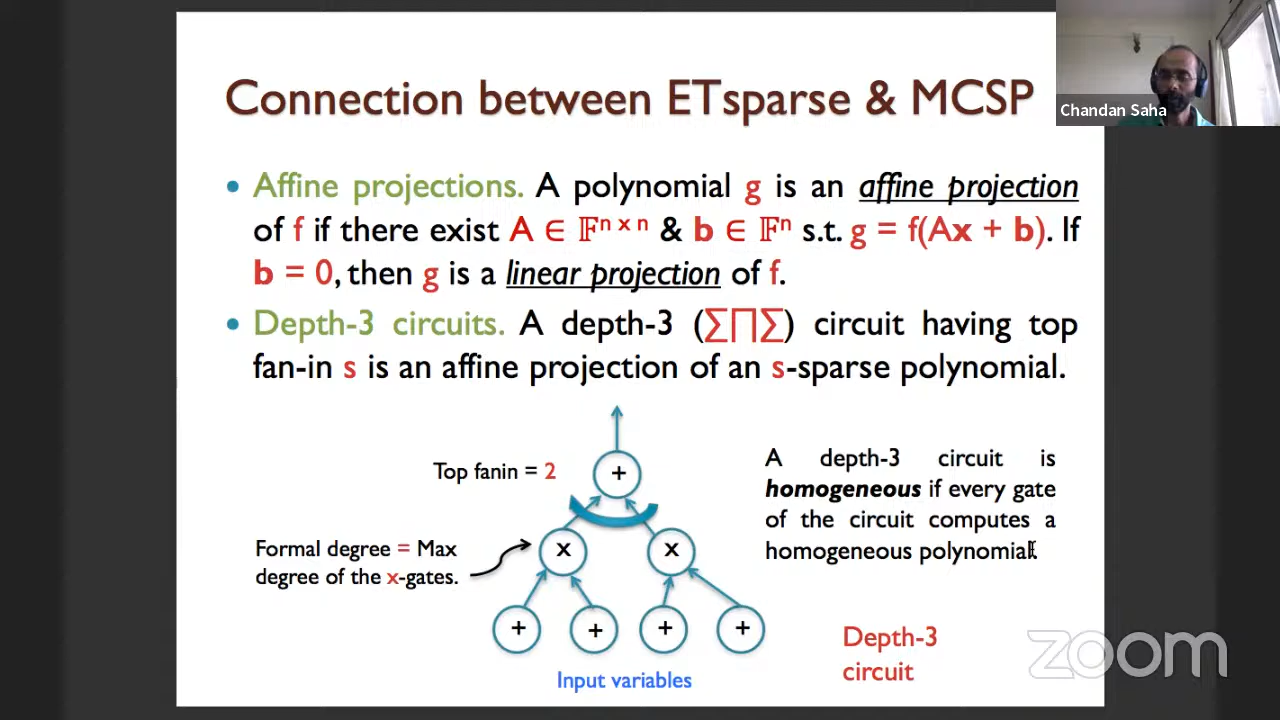 Connection between ETsparse & MCSP
Chandan Saha
• Affine projections. A polynomial g is an affine projection
of f if there exist A ∈ 𝔽ⁿ ˣ ⁿ & b ∈ 𝔽ⁿ s.t. g = f(Ax + b). If
b = 0, then g is a linear projection of f.
• Depth-3 circuits. A depth-3 (∑∏∑) circuit having top
fan-in s is an affine projection of an s-sparse polynomial.
Top fanin = 2
+
A depth-3 circuit is
homogeneous if every gate
of the circuit computes a
homogeneous polynomial.
Formal degree = Max
degree of the x-gates.
x x
+ + + +
Input variables
Depth-3
circuit
zoom